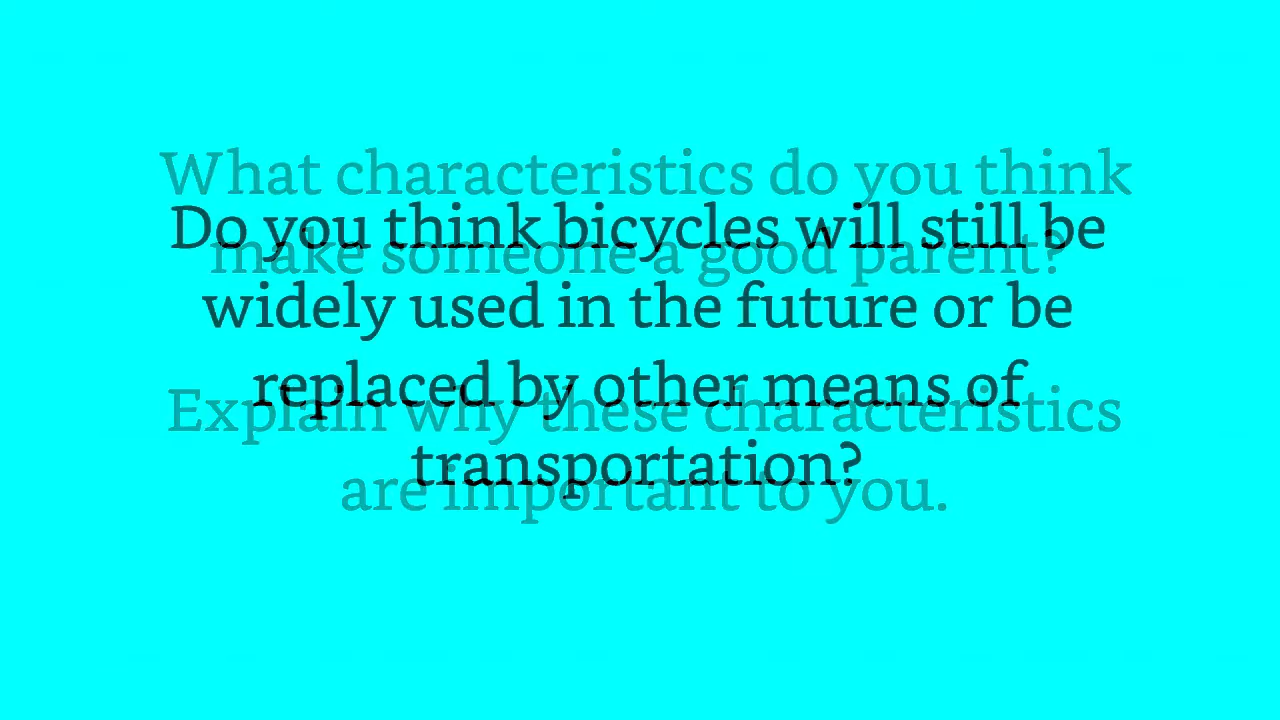 What characteristics do you think
Do you think bicycles will still be
make someone a good parent?
widely used in the future or be
replaced by other means of
Explain why these characteristics
transportation?
are important to you.